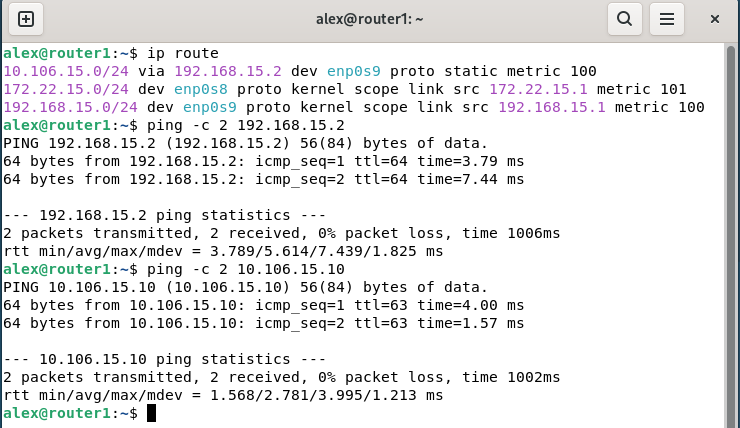 alex@router1: ~
alex@router1:~$ ip route
10.106.15.0/24 via 192.168.15.2 dev enp0s9 proto static metric 100
172.22.15.0/24 dev enp0s8 proto kernel scope link src 172.22.15.1 metric 101
192.168.15.0/24 dev enp0s9 proto kernel scope link src 192.168.15.1 metric 100
alex@router1:~$ ping -c 2 192.168.15.2
PING 192.168.15.2 (192.168.15.2) 56(84) bytes of data.
64 bytes from 192.168.15.2: icmp_seq=1 ttl=64 time=3.79 ms
64 bytes from 192.168.15.2: icmp_seq=2 ttl=64 time=7.44 ms

--- 192.168.15.2 ping statistics ---
2 packets transmitted, 2 received, 0% packet loss, time 1006ms
rtt min/avg/max/mdev = 3.789/5.614/7.439/1.825 ms
alex@router1:~$ ping -c 2 10.106.15.10
PING 10.106.15.10 (10.106.15.10) 56(84) bytes of data.
64 bytes from 10.106.15.10: icmp_seq=1 ttl=63 time=4.00 ms
64 bytes from 10.106.15.10: icmp_seq=2 ttl=63 time=1.57 ms

--- 10.106.15.10 ping statistics ---
2 packets transmitted, 2 received, 0% packet loss, time 1002ms
rtt min/avg/max/mdev = 1.568/2.781/3.995/1.213 ms
alex@router1:~$